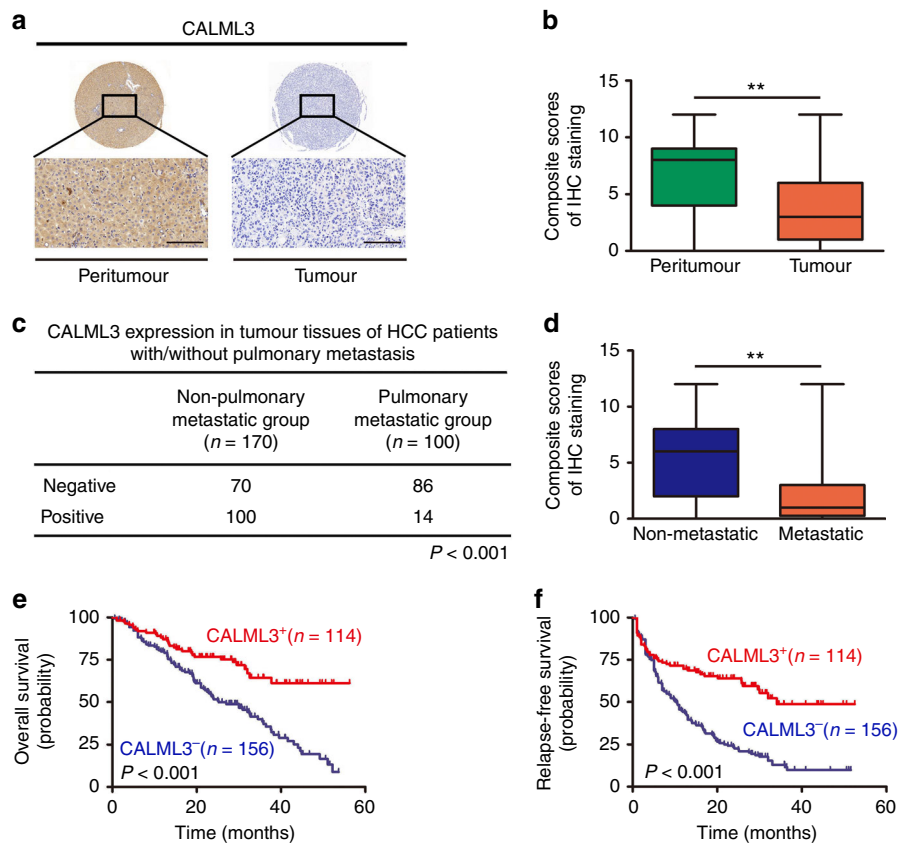 a
CALML3
Peritumour
Tumour
b
Composite scores
of IHC staining
15
10
5
0
**
Peritumour
Tumour
c
CALML3 expression in tumour tissues of HCC patients
with/without pulmonary metastasis
Non-pulmonary
metastatic group
(n = 170)
Pulmonary
metastatic group
(n = 100)
Negative 70 86
Positive 100 14
P < 0.001
d
Composite scores
of IHC staining
15
10
5
0
**
Non-metastatic
Metastatic
e
Overall survival
(probability)
100
75
50
25
0
CALML3⁺(n = 114)
CALML3⁻(n = 156)
P < 0.001
0 20 40 60
Time (months)
f
Relapse-free survival
(probability)
100
75
50
25
0
CALML3⁺(n = 114)
CALML3⁻(n = 156)
P < 0.001
0 20 40 60
Time (months)